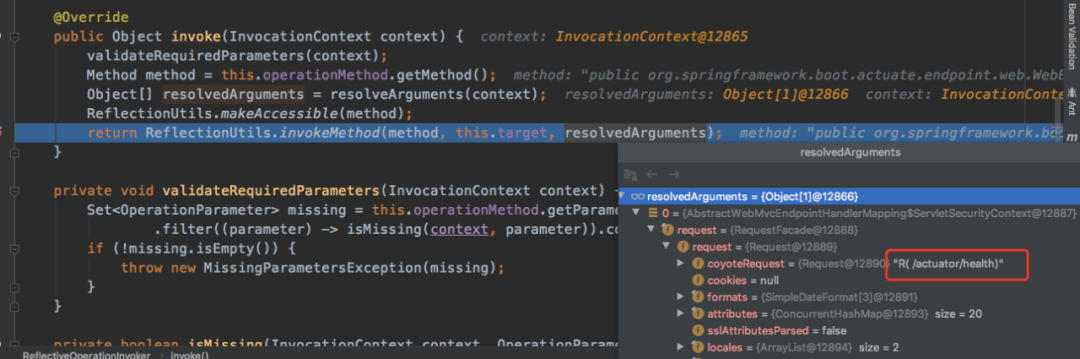 @Override
public Object invoke(InvocationContext context) {  context: InvocationContext@12865
validateRequiredParameters(context);
Method method = this.operationMethod.getMethod();  method: "public org.springframework.boot.actuate.endpoint.web.WebE
Object[] resolvedArguments = resolveArguments(context);  resolvedArguments: Object[1]@12866  context: InvocationCont
ReflectionUtils.makeAccessible(method);
return ReflectionUtils.invokeMethod(method, this.target, resolvedArguments);  method: "public org.springframework.bo
}
private void validateRequiredParameters(InvocationContext context) {
Set<OperationParameter> missing = this.operationMethod.getParame
.filter((parameter) -> isMissing(context, parameter)).co
if (!missing.isEmpty()) {
throw new MissingParametersException(missing);
}
}
private boolean isMissing(InvocationContext context, OperationParame
ReflectiveOperationInvoker › invoke()
resolvedArguments
resolvedArguments = {Object[1]@12866}
0 = {AbstractWebMvcEndpointHandlerMapping$ServletSecurityContext@12887}
request = {RequestFacade@12888}
request = {Request@12889}
coyoteRequest = {Request@12890} "R( /actuator/health)"
cookies = null
formats = {SimpleDateFormat[3]@12891}
attributes = {ConcurrentHashMap@12893}  size = 20
sslAttributesParsed = false
locales = {ArrayList@12894}  size = 2
Bean Validation
Ant
m